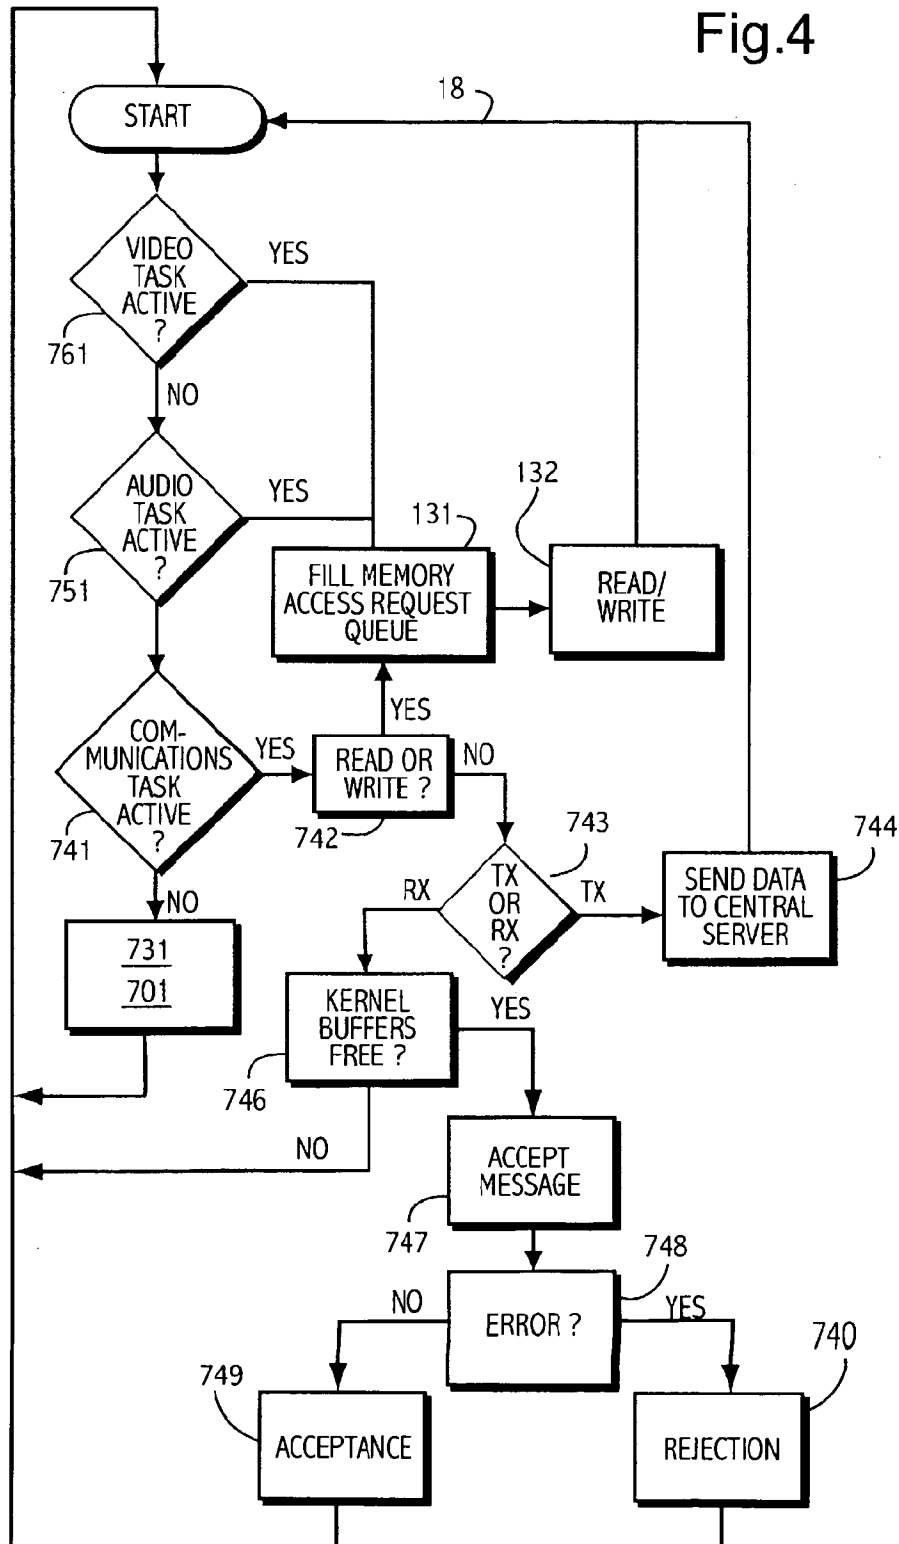 Fig.4
18
START
VIDEO
TASK
ACTIVE
?
YES
761
NO
AUDIO
TASK
ACTIVE
?
YES
751
131
FILL MEMORY
ACCESS REQUEST
QUEUE
132
READ/
WRITE
YES
COM-
MUNICATIONS
TASK
ACTIVE
?
YES
741
READ OR
WRITE ?
NO
742
743
TX
OR
RX
?
RX
TX
744
SEND DATA
TO CENTRAL
SERVER
NO
731
701
KERNEL
BUFFERS
FREE ?
YES
746
NO
ACCEPT
MESSAGE
747
748
ERROR ?
NO
YES
749
ACCEPTANCE
740
REJECTION